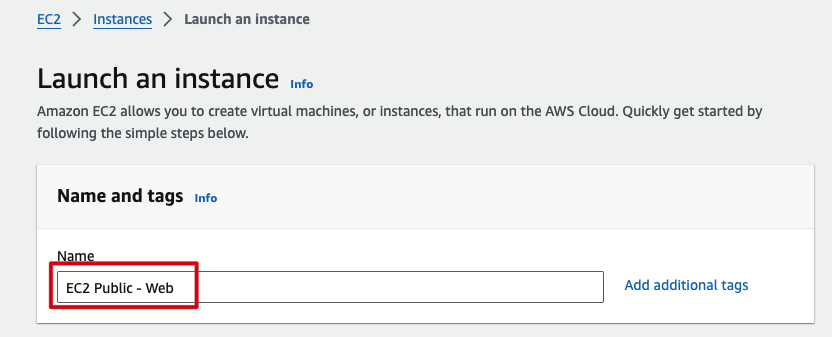 EC2 > Instances > Launch an instance
Launch an instance Info
Amazon EC2 allows you to create virtual machines, or instances, that run on the AWS Cloud. Quickly get started by
following the simple steps below.
Name and tags Info
Name
EC2 Public - Web Add additional tags